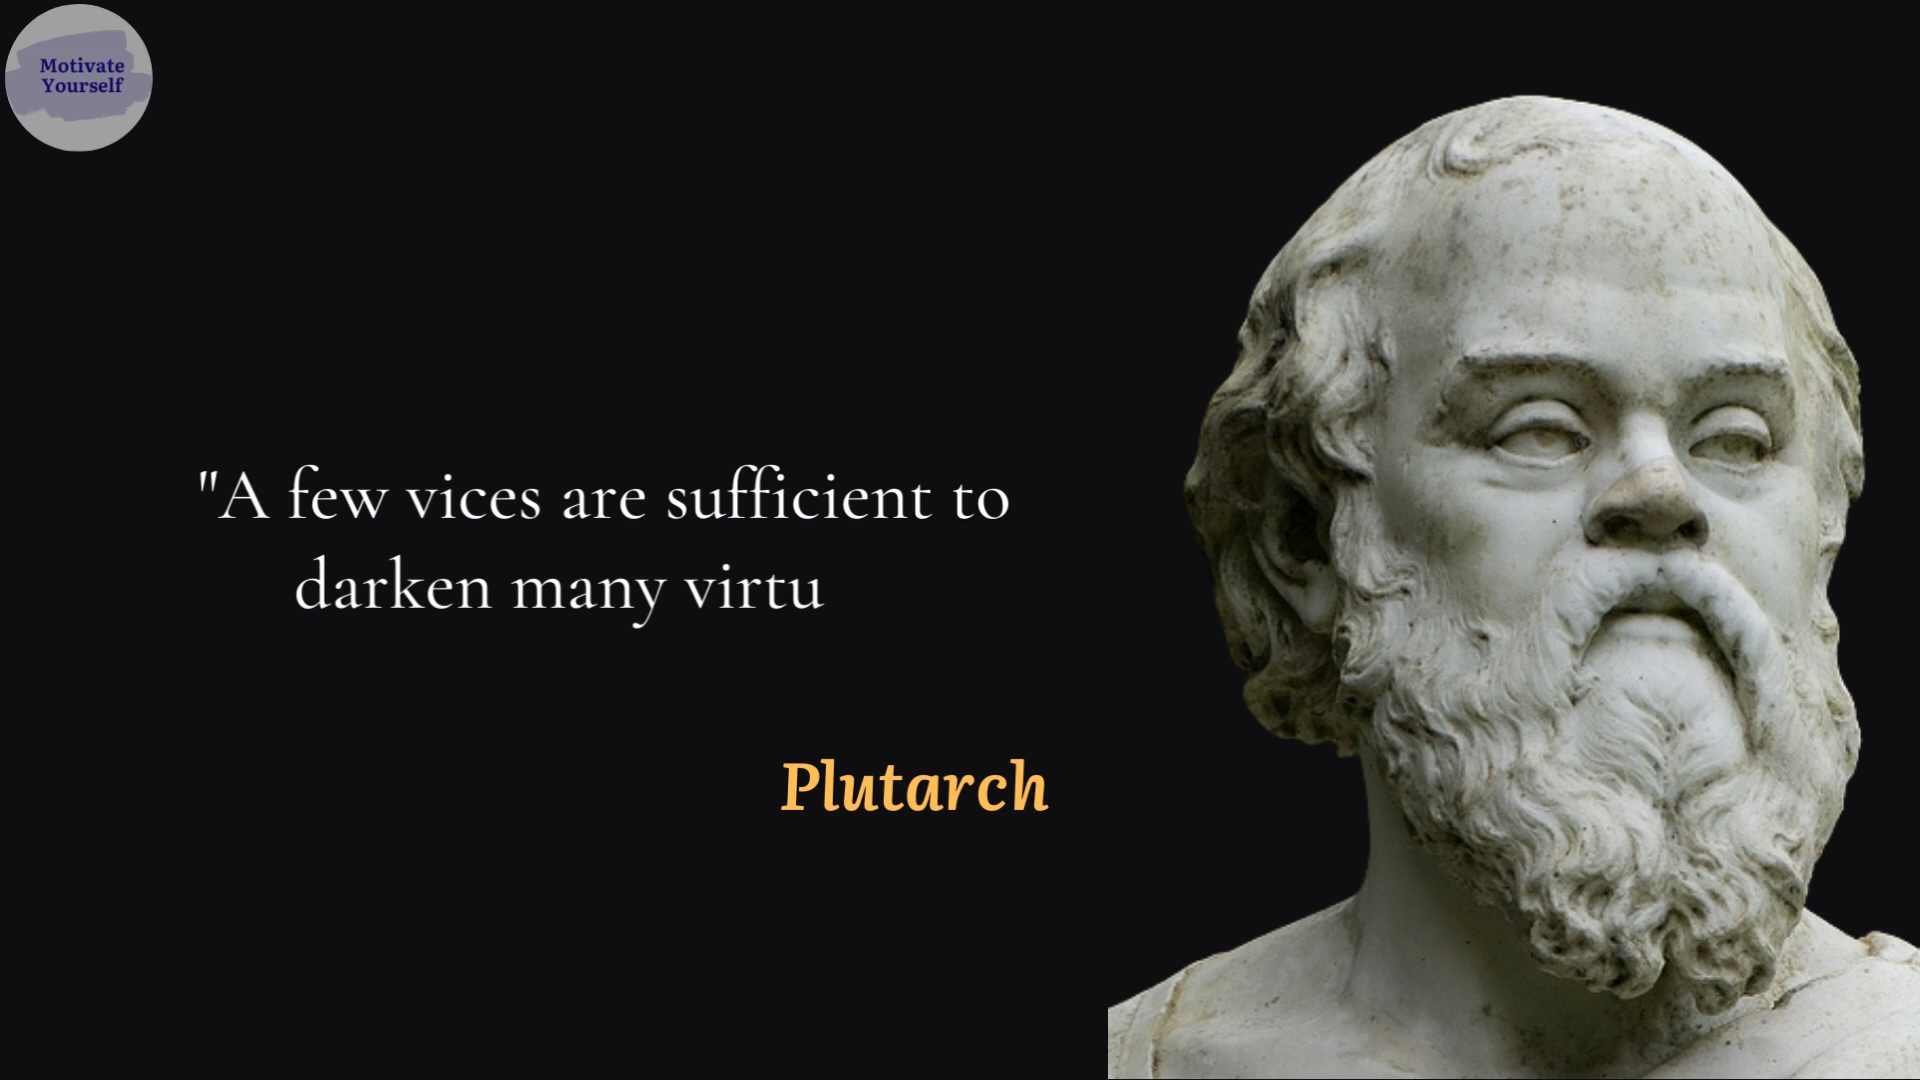 Motivate
Yourself
"A few vices are sufficient to
darken many virtu
Plutarch